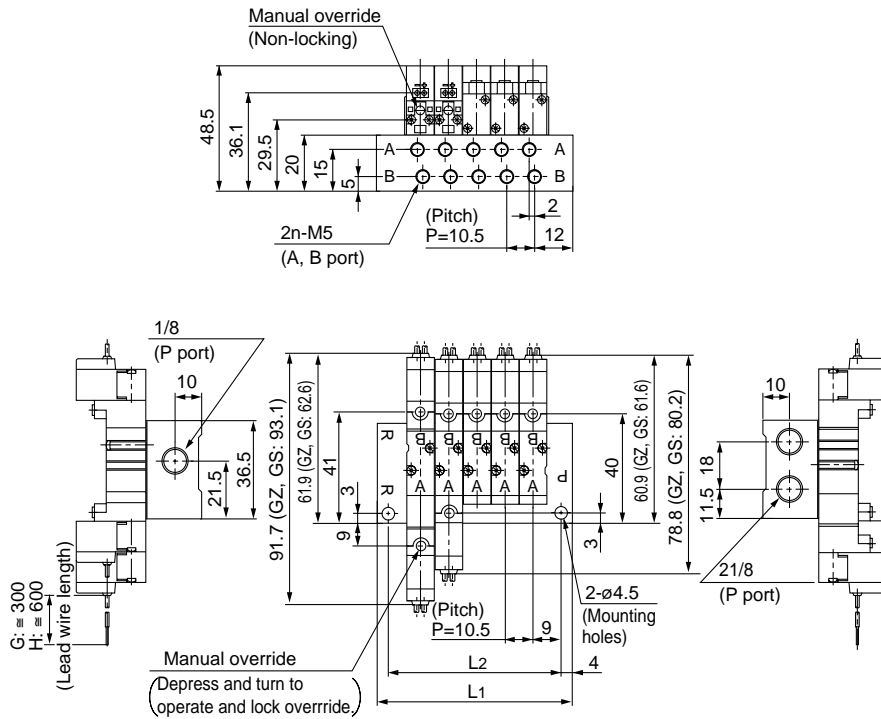 Manual override
(Non-locking)
48.5
36.1
29.5
20
15
5
A
A
B
B
2n-M5
(A, B port)
(Pitch)
P=10.5
2
12
1/8
(P port)
10
21.5
36.5
G: ≅ 300
H: ≅ 600
(Lead wire length)
91.7 (GZ, GS: 93.1)
61.9 (GZ, GS: 62.6)
41
3
9
R
R
B
B
B
B
B
A
A
A
A
A
P
40
3
60.9 (GZ, GS: 61.6)
78.8 (GZ, GS: 80.2)
(Pitch)
P=10.5
9
2-ø4.5
(Mounting
holes)
L2
4
L1
Manual override
(Depress and turn to
operate and lock overrride.)
10
18
11.5
21/8
(P port)